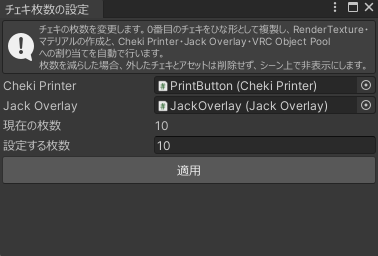 チェキ枚数の設定
チェキの枚数を変更します。0番目のチェキをひな形として複製し、RenderTexture・
マテリアルの作成と、Cheki Printer・Jack Overlay・VRC Object Pool
への割り当てを自動で行います。
枚数を減らした場合、外したチェキとアセットは削除せず、シーン上で非表示にします。
Cheki Printer PrintButton (Cheki Printer)
Jack Overlay JackOverlay (Jack Overlay)
現在の枚数 10
設定する枚数 10
適用